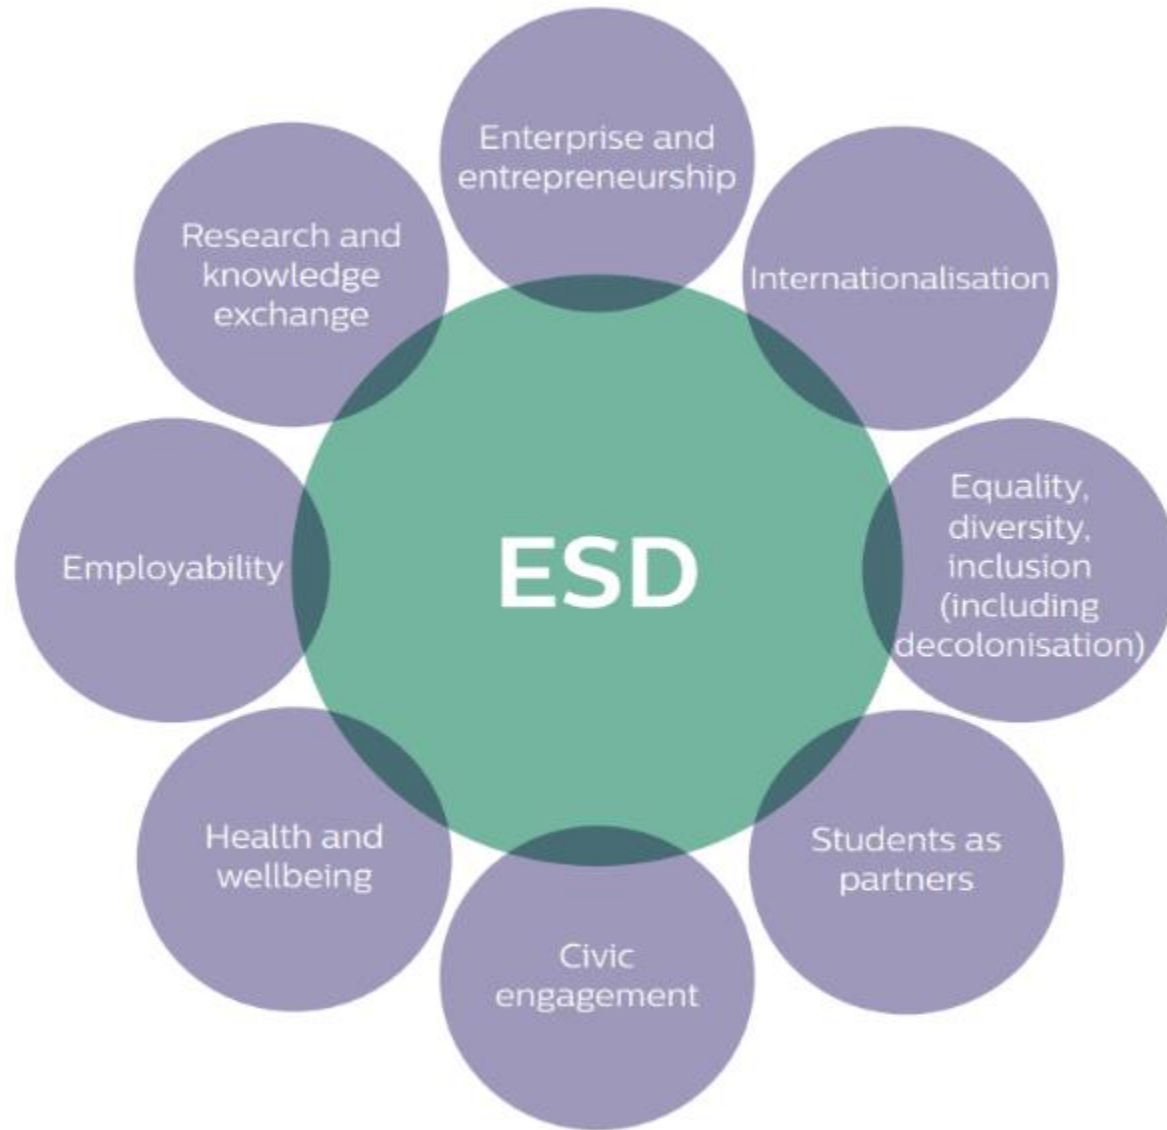 Enterprise and
entrepreneurship
Internationalisation
Equality,
diversity,
inclusion
(including
decolonisation)
Students as
partners
Civic
engagement
Health and
wellbeing
Employability
Research and
knowledge
exchange
ESD